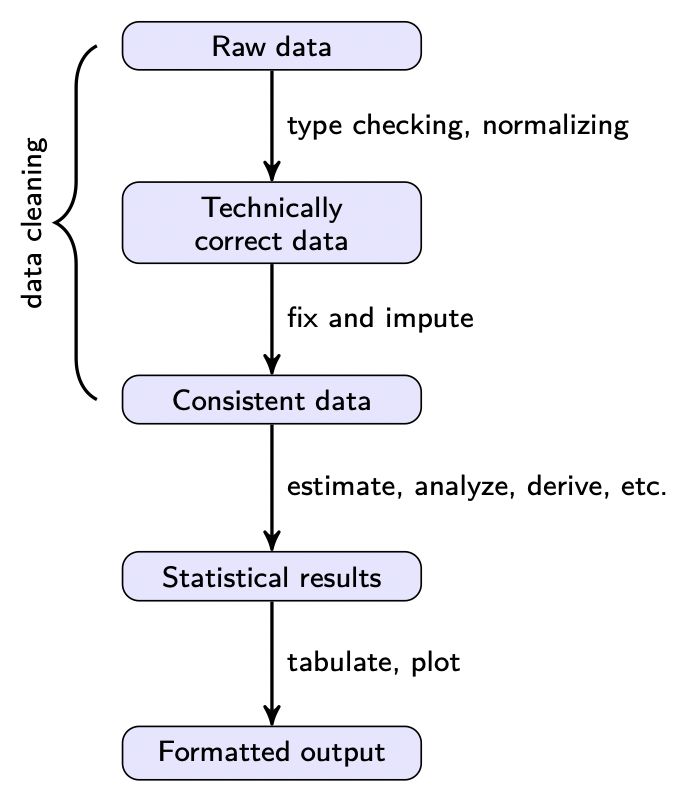 Raw data
type checking, normalizing
Technically
correct data
data cleaning
fix and impute
Consistent data
estimate, analyze, derive, etc.
Statistical results
tabulate, plot
Formatted output